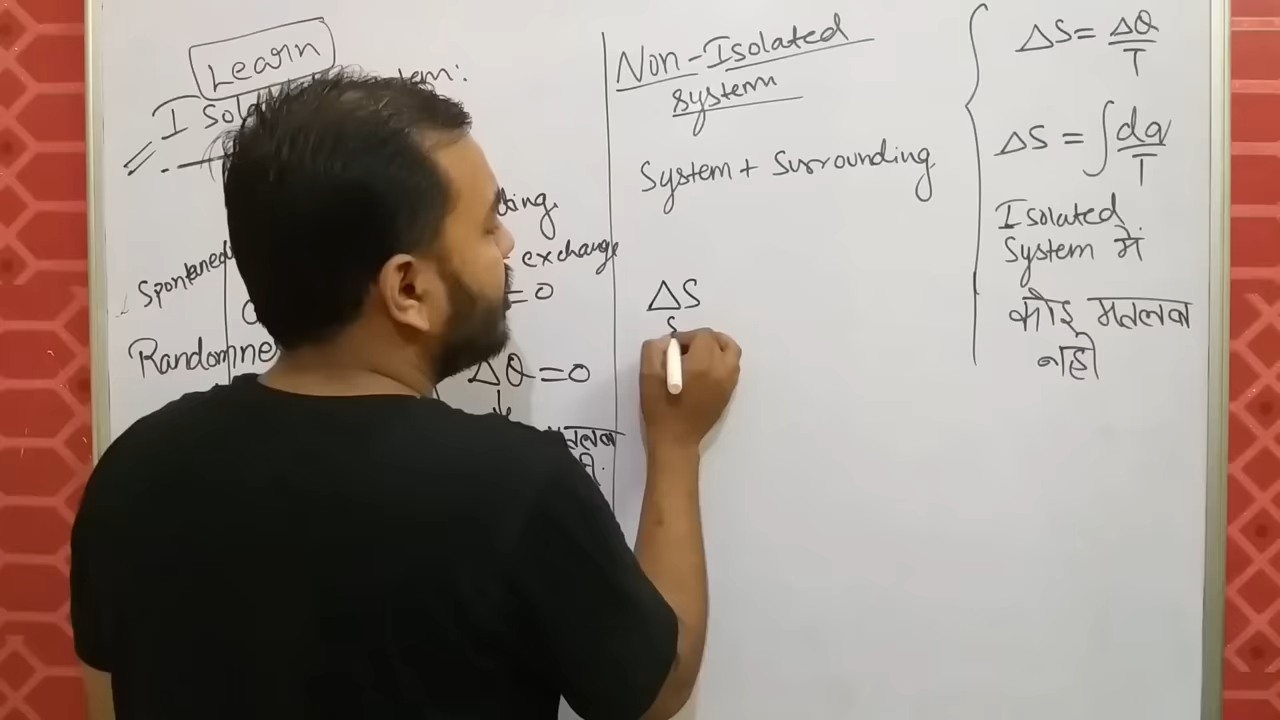 Learn
Spontaneou
Randomne
exchange
= 0
ΔQ = 0
Non-Isolated
system
System + Surrounding
ΔS
s
ΔS = ΔQ/T
ΔS = ∫ dq/T
Isolated
System में
कोई मतलब
नही